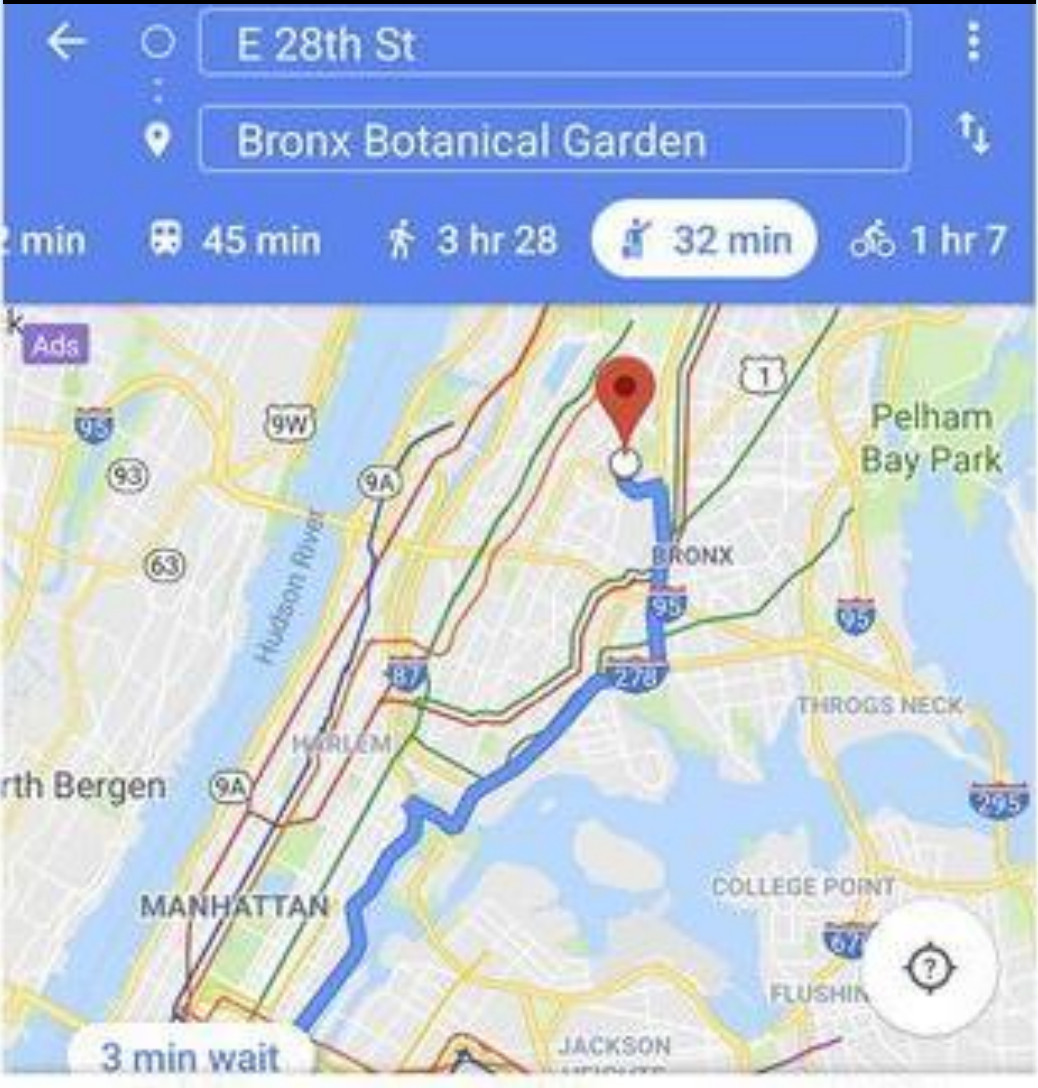 E 28th St
Bronx Botanical Garden
2 min
45 min
3 hr 28
32 min
1 hr 7
k
Ads
95
9W
1
Pelham
Bay Park
93
9A
63
Hudson River
BRONX
95
95
87
278
THROGS NECK
HARLEM
rth Bergen
9A
295
COLLEGE POINT
MANHATTAN
678
?
FLUSHIN
3 min wait
JACKSON
HEIGHTS